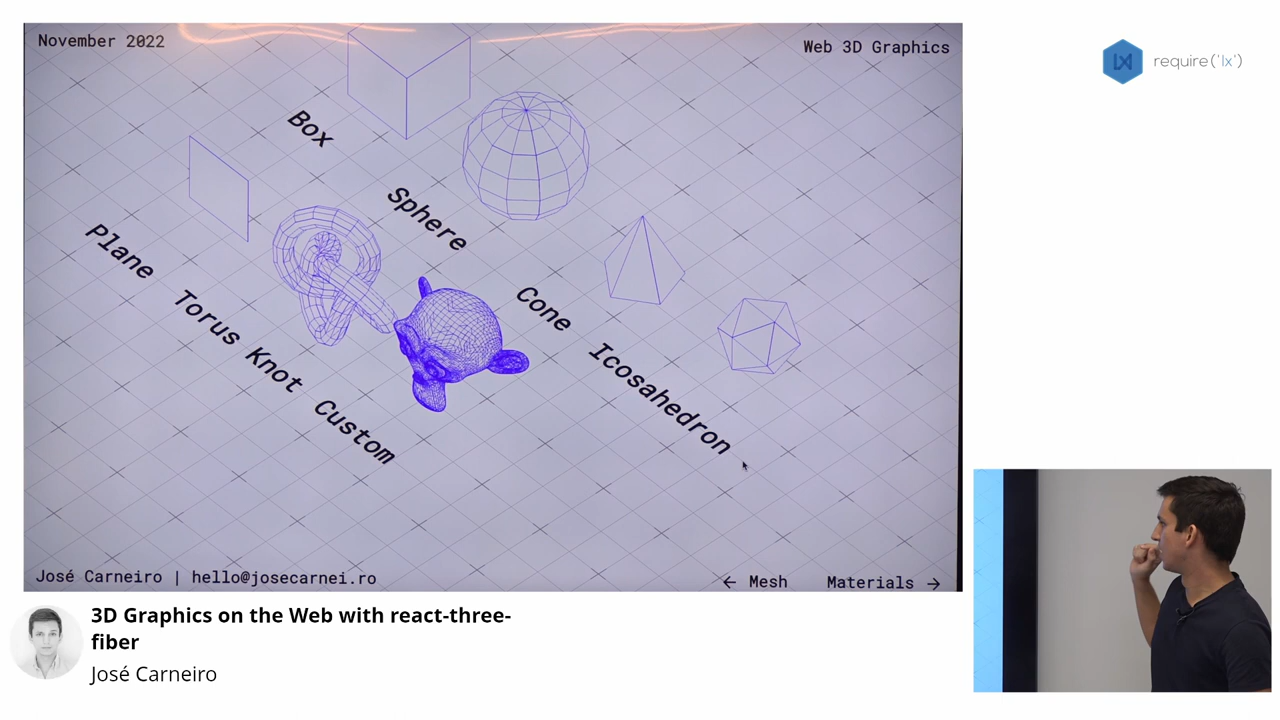 November 2022
Web 3D Graphics
require('lx')
Box
Sphere
Plane
Cone
Torus Knot
Icosahedron
Custom
José Carneiro | hello@josecarnei.ro
← Mesh
Materials →
3D Graphics on the Web with react-three-
fiber
José Carneiro